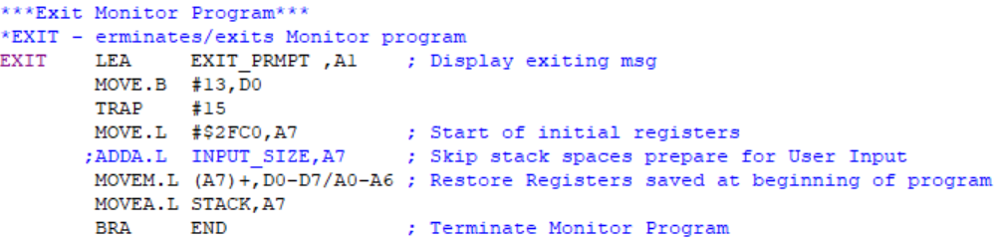 ***Exit Monitor Program***
*EXIT - erminates/exits Monitor program
EXIT    LEA     EXIT_PRMPT ,A1   ; Display exiting msg
        MOVE.B  #13,D0
        TRAP    #15
        MOVE.L  #$2FC0,A7        ; Start of initial registers
       ;ADDA.L  INPUT_SIZE,A7    ; Skip stack spaces prepare for User Input
        MOVEM.L (A7)+,D0-D7/A0-A6 ; Restore Registers saved at beginning of program
        MOVEA.L STACK,A7
        BRA     END              ; Terminate Monitor Program